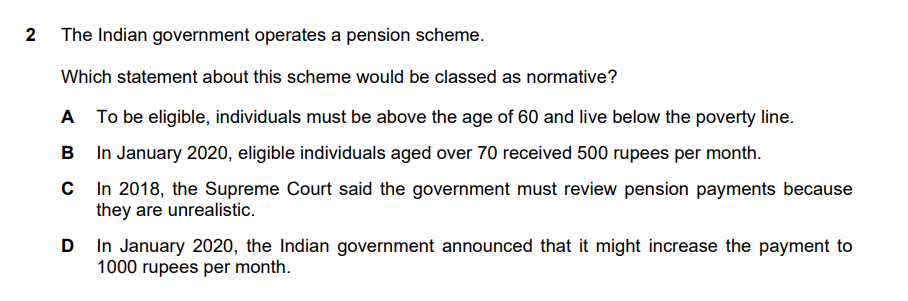 2 The Indian government operates a pension scheme.
Which statement about this scheme would be classed as normative?
A To be eligible, individuals must be above the age of 60 and live below the poverty line.
B In January 2020, eligible individuals aged over 70 received 500 rupees per month.
C In 2018, the Supreme Court said the government must review pension payments because
they are unrealistic.
D In January 2020, the Indian government announced that it might increase the payment to
1000 rupees per month.